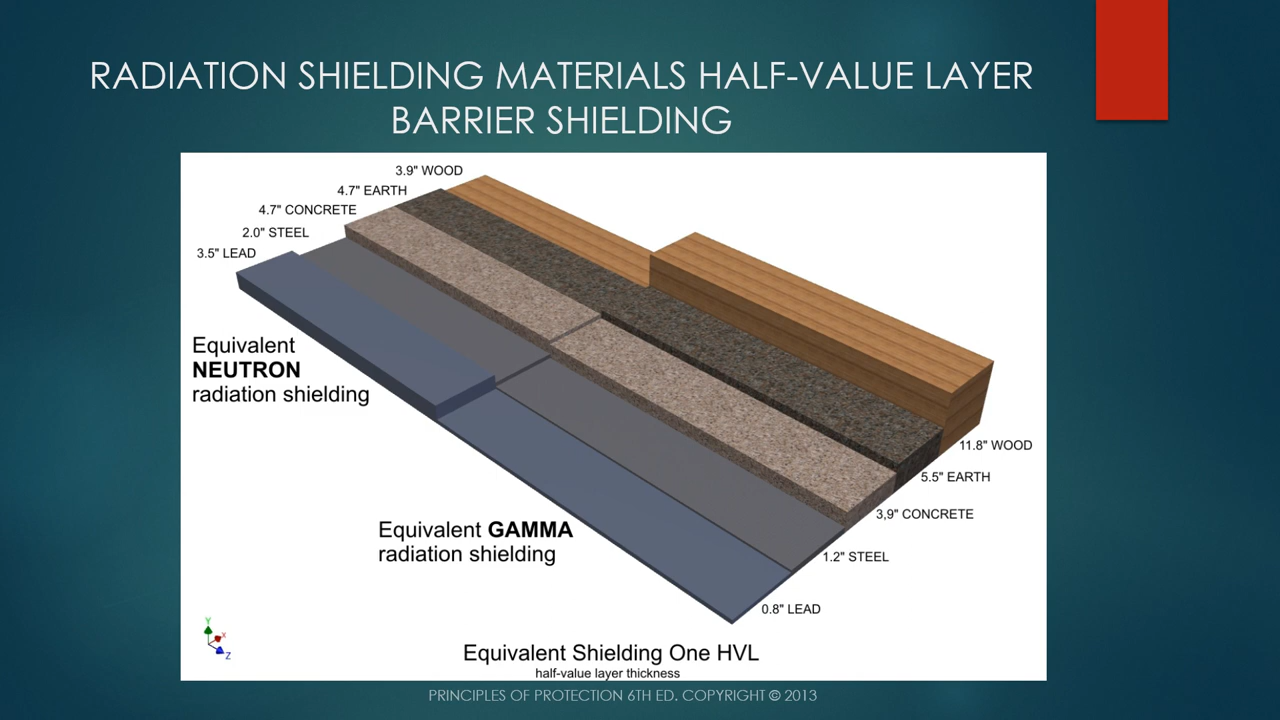 RADIATION SHIELDING MATERIALS HALF-VALUE LAYER
BARRIER SHIELDING
3.9" WOOD
4.7" EARTH
4.7" CONCRETE
2.0" STEEL
3.5" LEAD
Equivalent
NEUTRON
radiation shielding
11.8" WOOD
5.5" EARTH
3,9" CONCRETE
1.2" STEEL
0.8" LEAD
Equivalent GAMMA
radiation shielding
Y
X
Z
Equivalent Shielding One HVL
half-value layer thickness
PRINCIPLES OF PROTECTION 6TH ED. COPYRIGHT © 2013